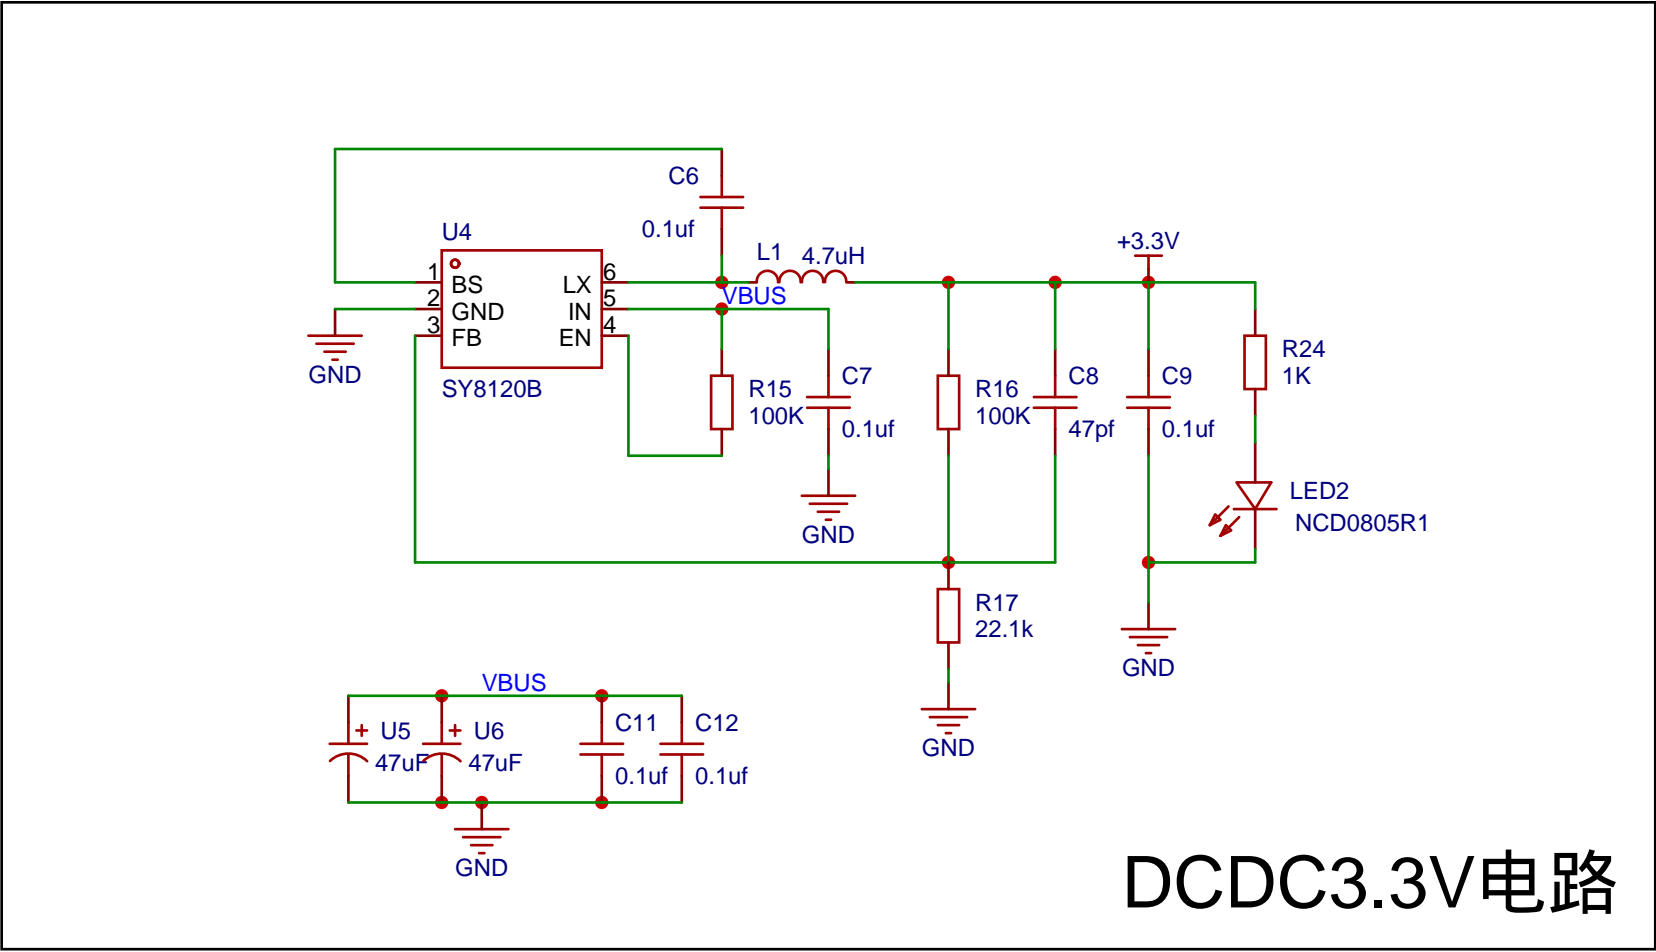 C6
0.1uf
U4
1
BS
2
GND
3
FB
LX
6
IN
5
EN
4
SY8120B
GND
L1
4.7uH
VBUS
+3.3V
R15
100K
C7
0.1uf
GND
R16
100K
C8
47pf
C9
0.1uf
R24
1K
LED2
NCD0805R1
R17
22.1k
GND
GND
VBUS
+
U5
47uF
+
U6
47uF
C11
0.1uf
C12
0.1uf
GND
DCDC3.3V电路